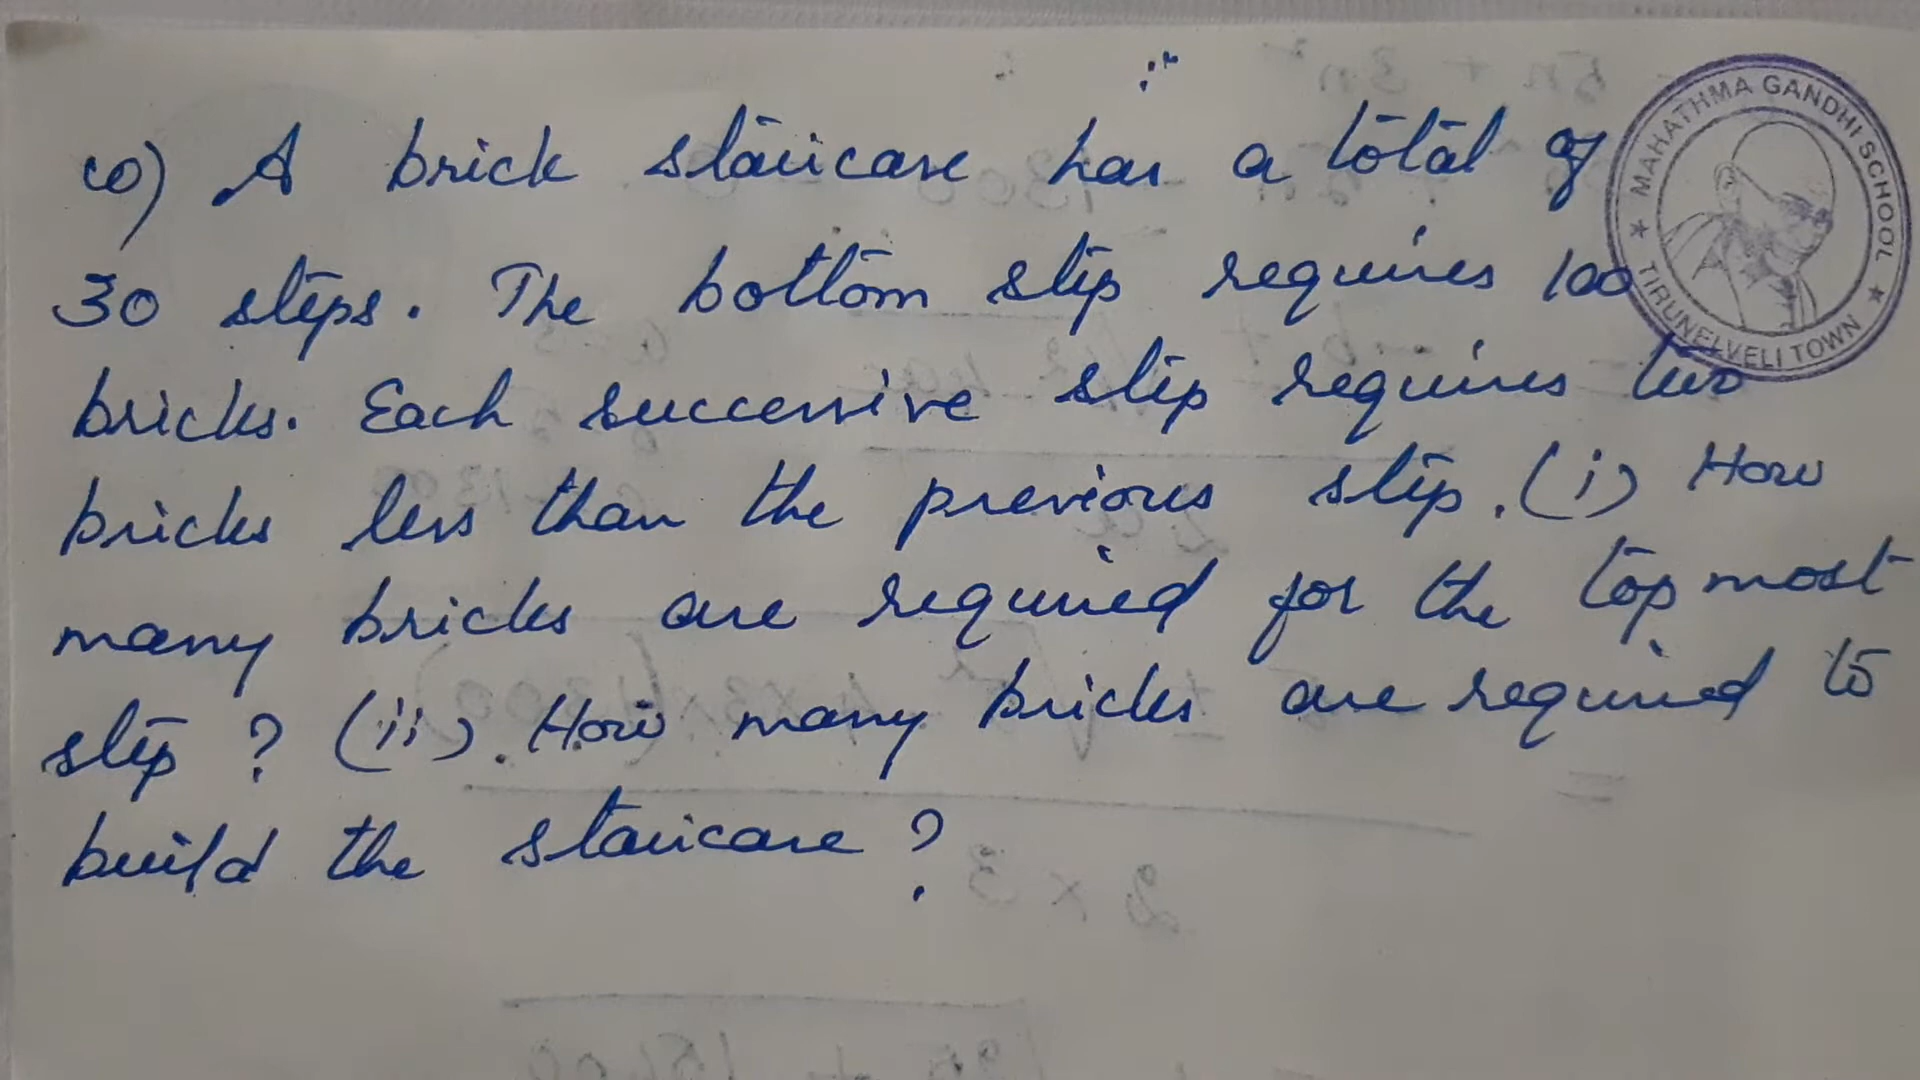 10) A brick staircase has a total of
30 steps. The bottom step requires 100
bricks. Each successive step requires two
bricks less than the previous step. (i) How
many bricks are required for the top most
step? (ii). How many bricks are required to
build the staircase?
MAHATHMA GANDHI SCHOOL
TIRUNELVELI TOWN